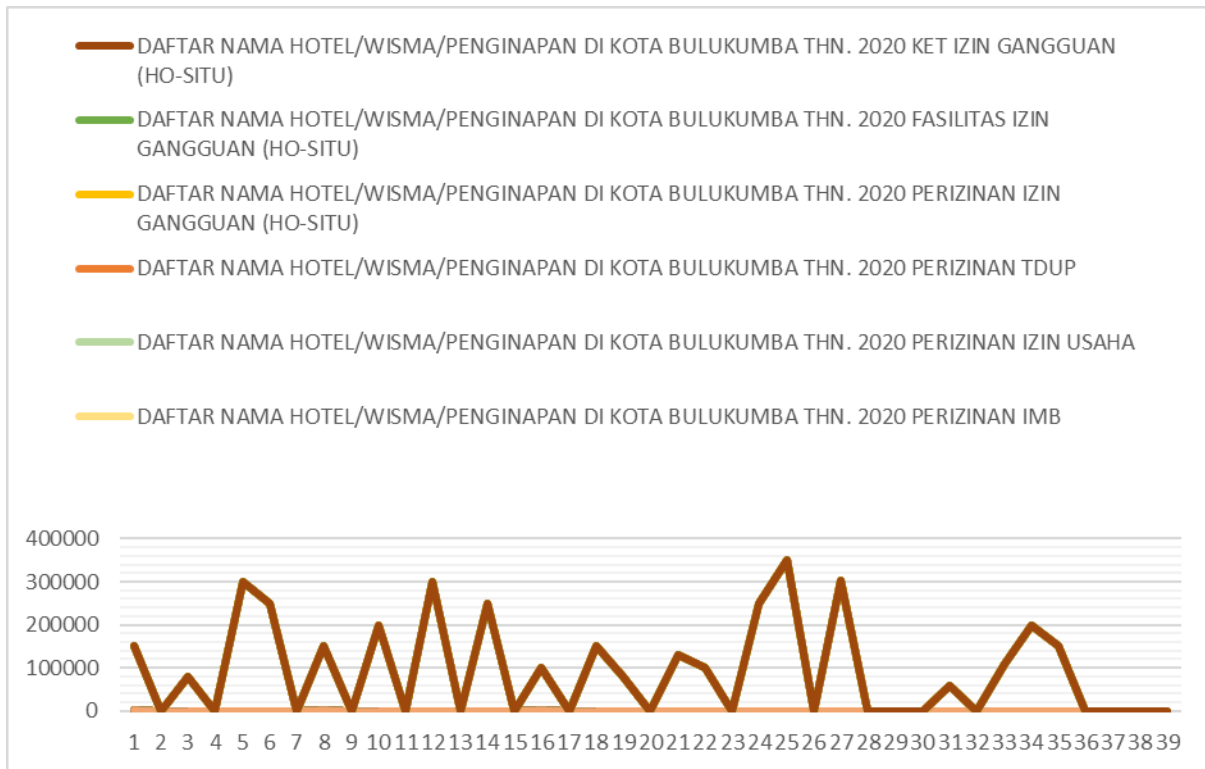 DAFTAR NAMA HOTEL/WISMA/PENGINAPAN DI KOTA BULUKUMBA THN. 2020 KET IZIN GANGGUAN
(HO-SITU)
DAFTAR NAMA HOTEL/WISMA/PENGINAPAN DI KOTA BULUKUMBA THN. 2020 FASILITAS IZIN
GANGGUAN (HO-SITU)
DAFTAR NAMA HOTEL/WISMA/PENGINAPAN DI KOTA BULUKUMBA THN. 2020 PERIZINAN IZIN
GANGGUAN (HO-SITU)
DAFTAR NAMA HOTEL/WISMA/PENGINAPAN DI KOTA BULUKUMBA THN. 2020 PERIZINAN TDUP
DAFTAR NAMA HOTEL/WISMA/PENGINAPAN DI KOTA BULUKUMBA THN. 2020 PERIZINAN IZIN USAHA
DAFTAR NAMA HOTEL/WISMA/PENGINAPAN DI KOTA BULUKUMBA THN. 2020 PERIZINAN IMB
400000
300000
200000
100000
0
1 2 3 4 5 6 7 8 9 10 11 12 13 14 15 16 17 18 19 20 21 22 23 24 25 26 27 28 29 30 31 32 33 34 35 36 37 38 39